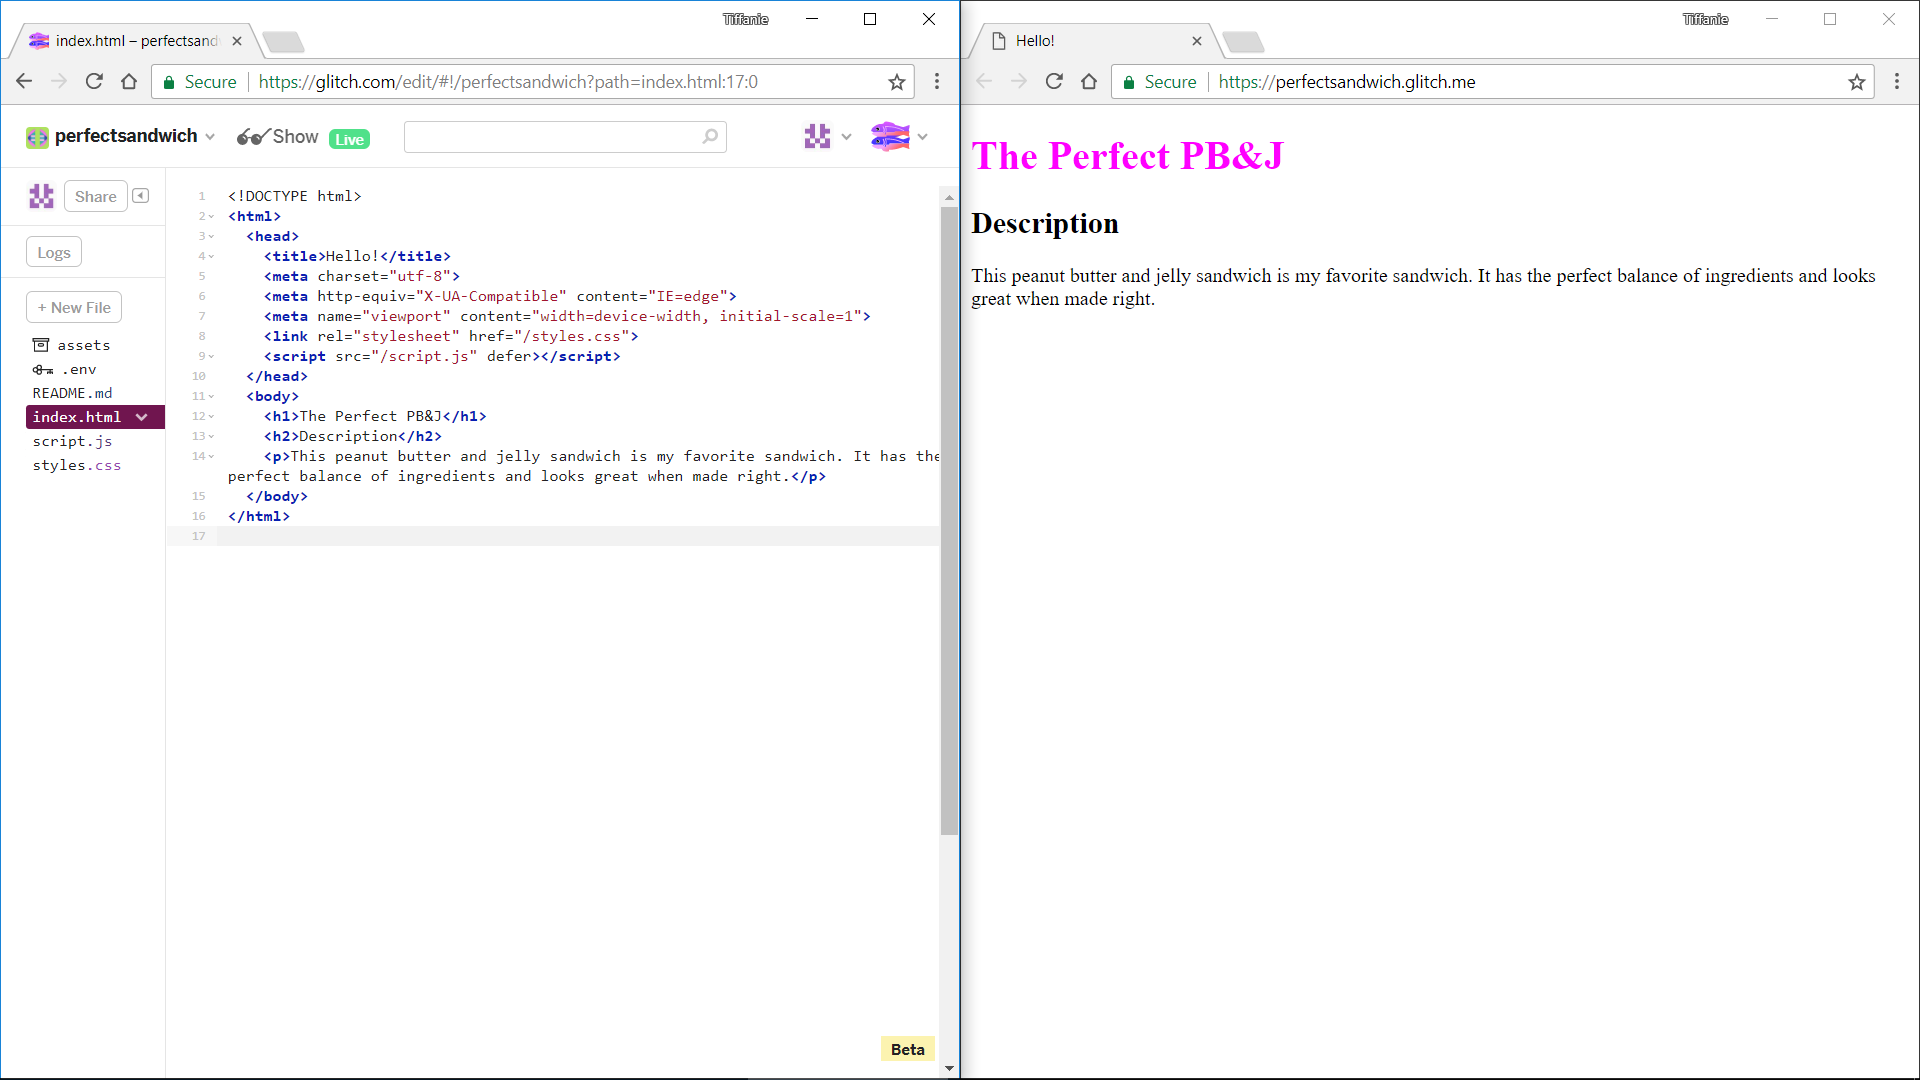 Tiffanie
index.html – perfectsand
Secure https://glitch.com/edit/#!/perfectsandwich?path=index.html:17:0
perfectsandwich Show Live
Share
Logs
+ New File
assets
.env
README.md
index.html
script.js
styles.css
1 <!DOCTYPE html>
2 <html>
3 <head>
4 <title>Hello!</title>
5 <meta charset="utf-8">
6 <meta http-equiv="X-UA-Compatible" content="IE=edge">
7 <meta name="viewport" content="width=device-width, initial-scale=1">
8 <link rel="stylesheet" href="/styles.css">
9 <script src="/script.js" defer></script>
10 </head>
11 <body>
12 <h1>The Perfect PB&J</h1>
13 <h2>Description</h2>
14 <p>This peanut butter and jelly sandwich is my favorite sandwich. It has the
perfect balance of ingredients and looks great when made right.</p>
15 </body>
16 </html>
17
Beta
Tiffanie
Hello!
Secure https://perfectsandwich.glitch.me
The Perfect PB&J
Description
This peanut butter and jelly sandwich is my favorite sandwich. It has the perfect balance of ingredients and looks
great when made right.